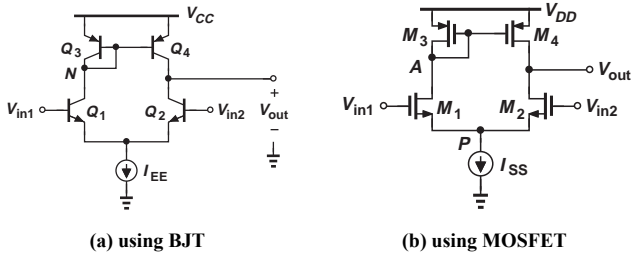 V_CC
Q_3
Q_4
N
V_in1
Q_1
Q_2
V_in2
+
V_out
−
I_EE
(a) using BJT
V_DD
M_3
M_4
A
V_out
V_in1
M_1
M_2
V_in2
P
I_SS
(b) using MOSFET